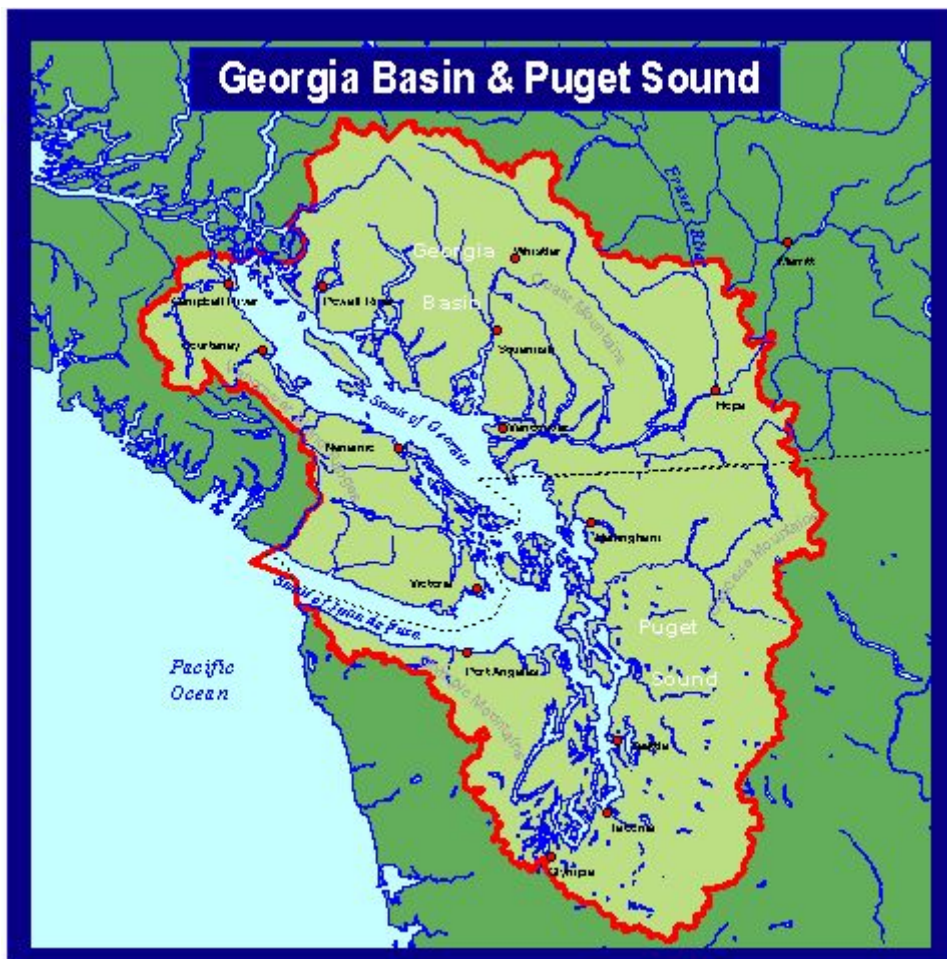 Georgia Basin & Puget Sound
Fraser River
Georgia
Whistler
Merritt
Basin
Coast Mountains
Campbell River
Powell River
Squamish
Courtenay
Hope
Strait of Georgia
Vancouver
Nanaimo
Bellingham
Cascade Mountains
Victoria
Strait of Juan de Fuca
Puget
Pacific
Ocean
Port Angeles
Sound
Olympic Mountains
Seattle
Tacoma
Olympia